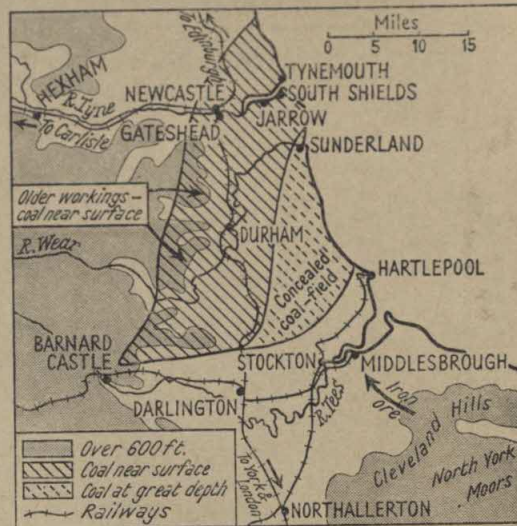 To Edinburgh
Miles
0 5 10 15
HEXHAM
R. Tyne
To Carlisle
NEWCASTLE
GATESHEAD
TYNEMOUTH
SOUTH SHIELDS
JARROW
SUNDERLAND
Older workings–
coal near surface
R. Wear
DURHAM
Concealed
coal-field
HARTLEPOOL
BARNARD
CASTLE
STOCKTON
MIDDLESBROUGH
DARLINGTON
R. Tees
Iron
ore
Cleveland Hills
North York
Moors
To York &
London
NORTHALLERTON
Over 600 ft.
Coal near surface
Coal at great depth
Railways